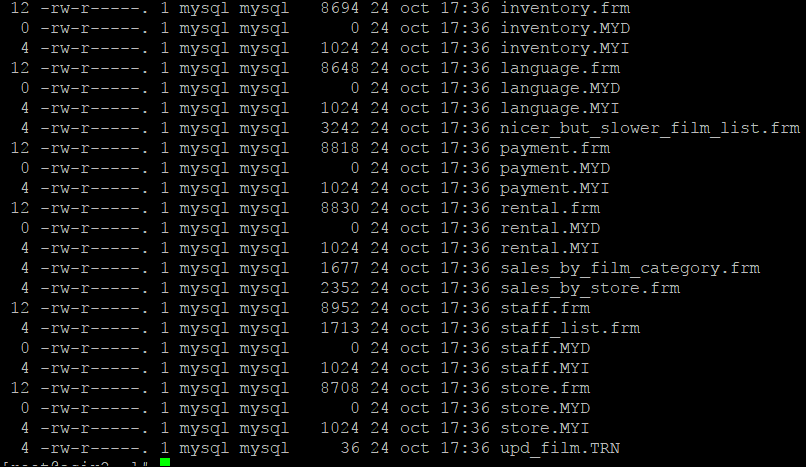 12 -rw-r-----. 1 mysql mysql 8694 24 oct 17:36 inventory.frm
0 -rw-r-----. 1 mysql mysql 0 24 oct 17:36 inventory.MYD
4 -rw-r-----. 1 mysql mysql 1024 24 oct 17:36 inventory.MYI
12 -rw-r-----. 1 mysql mysql 8648 24 oct 17:36 language.frm
0 -rw-r-----. 1 mysql mysql 0 24 oct 17:36 language.MYD
4 -rw-r-----. 1 mysql mysql 1024 24 oct 17:36 language.MYI
4 -rw-r-----. 1 mysql mysql 3242 24 oct 17:36 nicer_but_slower_film_list.frm
12 -rw-r-----. 1 mysql mysql 8818 24 oct 17:36 payment.frm
0 -rw-r-----. 1 mysql mysql 0 24 oct 17:36 payment.MYD
4 -rw-r-----. 1 mysql mysql 1024 24 oct 17:36 payment.MYI
12 -rw-r-----. 1 mysql mysql 8830 24 oct 17:36 rental.frm
0 -rw-r-----. 1 mysql mysql 0 24 oct 17:36 rental.MYD
4 -rw-r-----. 1 mysql mysql 1024 24 oct 17:36 rental.MYI
4 -rw-r-----. 1 mysql mysql 1677 24 oct 17:36 sales_by_film_category.frm
4 -rw-r-----. 1 mysql mysql 2352 24 oct 17:36 sales_by_store.frm
12 -rw-r-----. 1 mysql mysql 8952 24 oct 17:36 staff.frm
4 -rw-r-----. 1 mysql mysql 1713 24 oct 17:36 staff_list.frm
0 -rw-r-----. 1 mysql mysql 0 24 oct 17:36 staff.MYD
4 -rw-r-----. 1 mysql mysql 1024 24 oct 17:36 staff.MYI
12 -rw-r-----. 1 mysql mysql 8708 24 oct 17:36 store.frm
0 -rw-r-----. 1 mysql mysql 0 24 oct 17:36 store.MYD
4 -rw-r-----. 1 mysql mysql 1024 24 oct 17:36 store.MYI
4 -rw-r-----. 1 mysql mysql 36 24 oct 17:36 upd_film.TRN